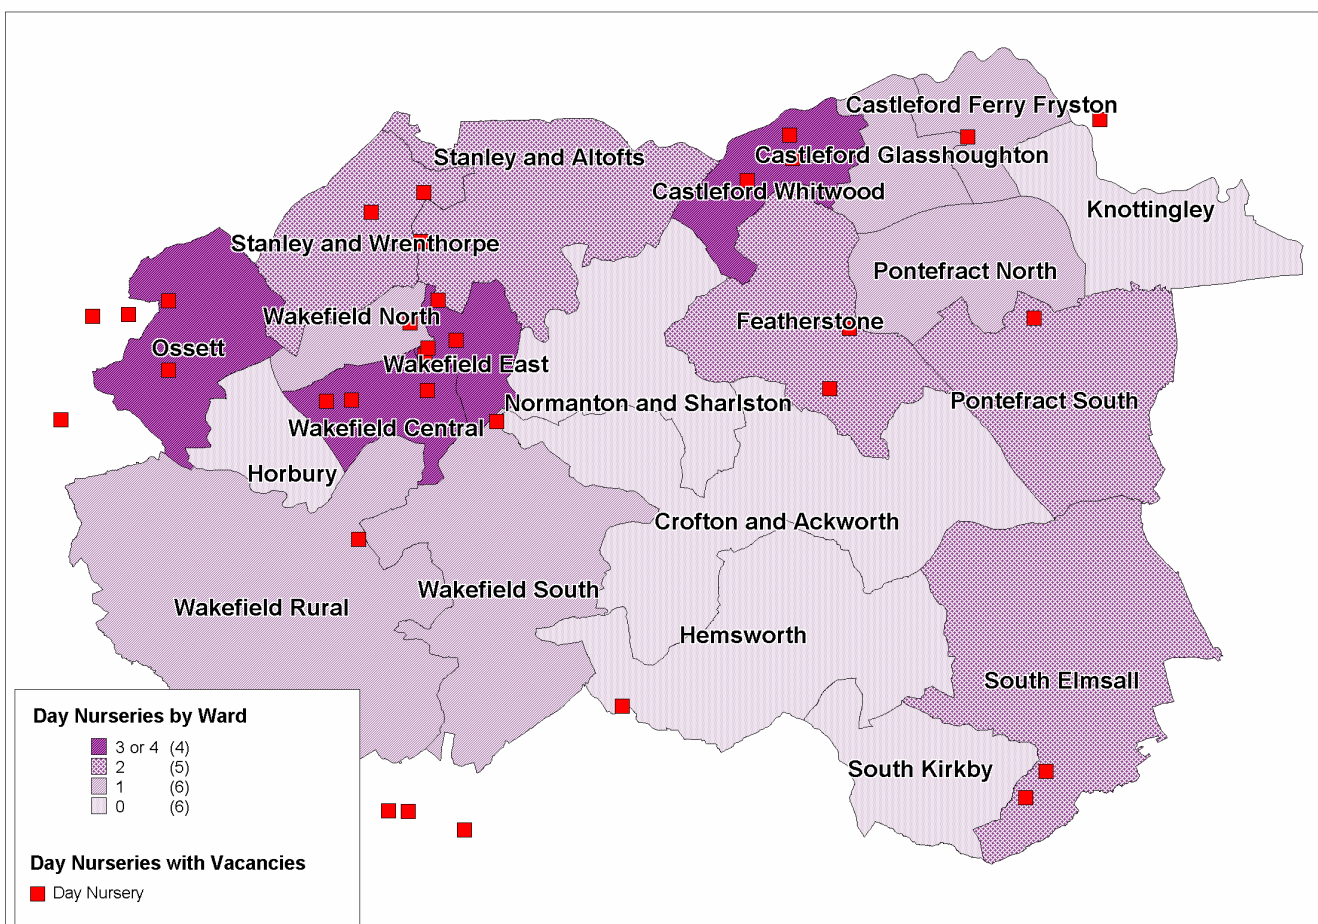 Castleford Ferry Fryston
Stanley and Altofts
Castleford Glasshoughton
Castleford Whitwood
Knottingley
Stanley and Wrenthorpe
Pontefract North
Wakefield North
Featherstone
Ossett
Wakefield East
Normanton and Sharlston
Pontefract South
Wakefield Central
Horbury
Crofton and Ackworth
Wakefield South
Wakefield Rural
Hemsworth
South Elmsall
South Kirkby
Day Nurseries by Ward
3 or 4 (4)
2 (5)
1 (6)
0 (6)
Day Nurseries with Vacancies
Day Nursery